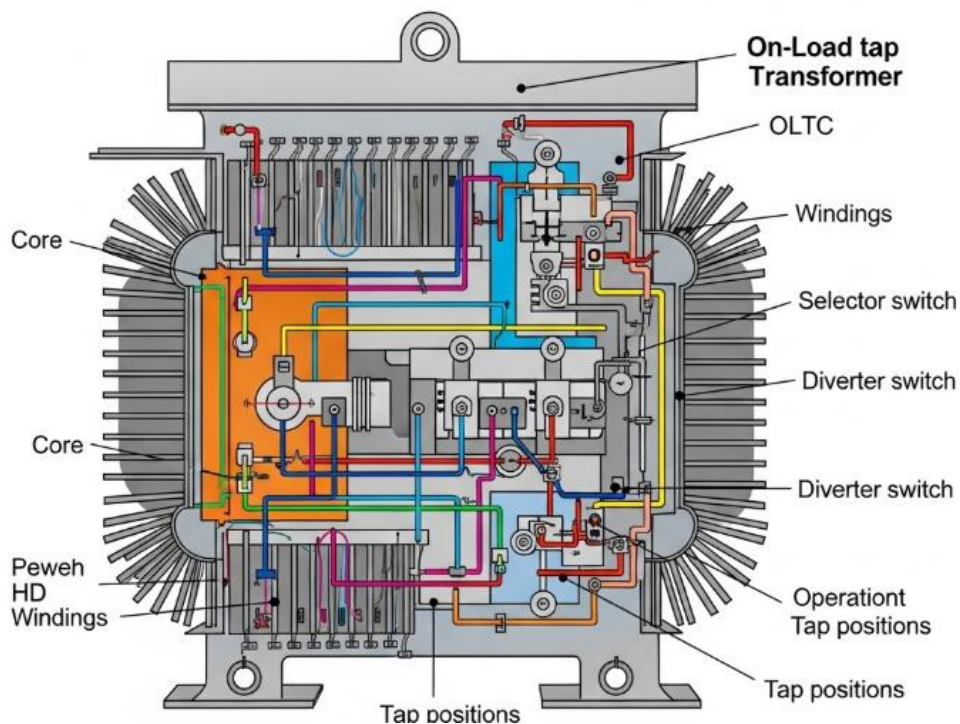 On-Load tap
Transformer
OLTC
Windings
Core
Selector switch
Diverter switch
Core
Diverter switch
Peweh
HD
Windings
Operationt
Tap positions
Tap positions
Tap positions